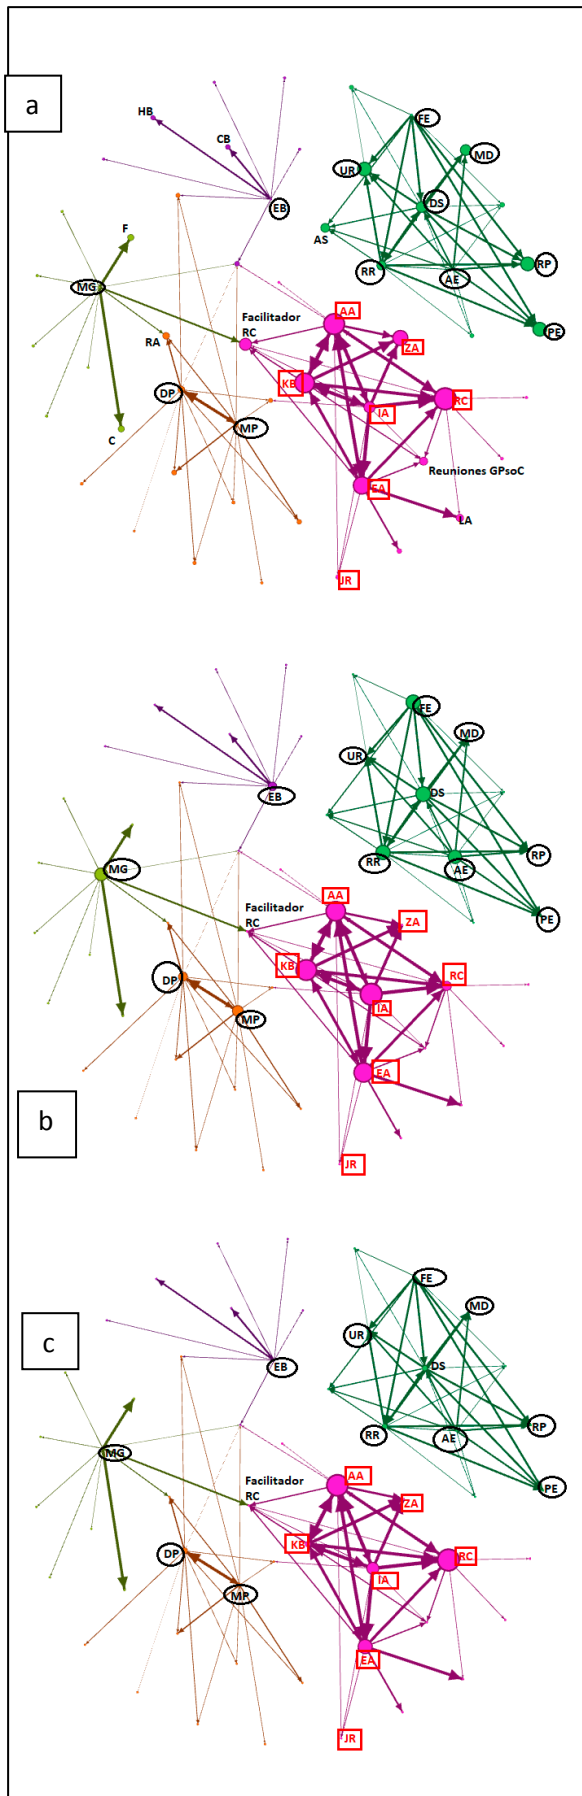 a
HB
CB
FE
MD
UR
EB
DS
F
AS
RR
AE
RP
MG
PE
Facilitador
RC
AA
RA
ZA
KB
DP
IA
RC
MP
C
Reuniones GPsoC
EA
LA
JR
b
FE
MD
UR
EB
DS
RR
AE
RP
MG
AA
Facilitador
RC
ZA
PE
KB
DP
RC
IA
MP
EA
JR
c
FE
MD
UR
EB
DS
RR
AE
RP
MG
AA
Facilitador
RC
ZA
PE
KB
DP
RC
IA
MP
EA
JR